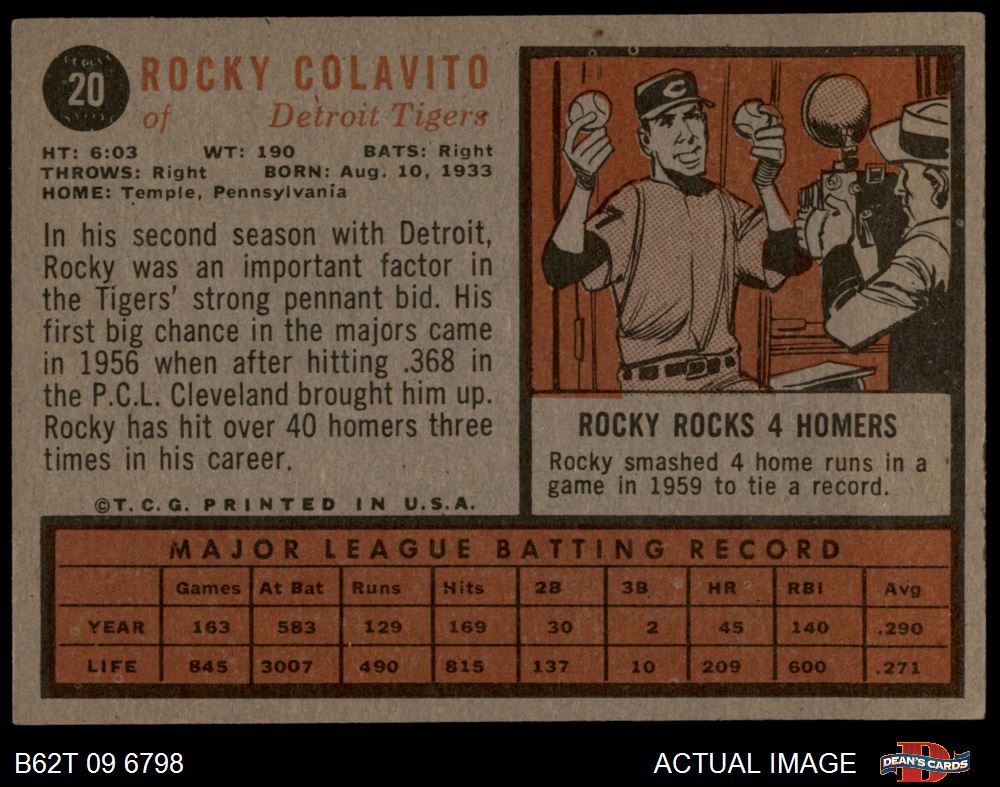 20
ROCKY COLAVITO
of Detroit Tigers
HT: 6:03 WT: 190 BATS: Right
THROWS: Right BORN: Aug. 10, 1933
HOME: Temple, Pennsylvania
In his second season with Detroit,
Rocky was an important factor in
the Tigers' strong pennant bid. His
first big chance in the majors came
in 1956 when after hitting .368 in
the P.C.L. Cleveland brought him up.
Rocky has hit over 40 homers three
times in his career.
©T.C.G. PRINTED IN U.S.A.
C
7
ROCKY ROCKS 4 HOMERS
Rocky smashed 4 home runs in a
game in 1959 to tie a record.
MAJOR LEAGUE BATTING RECORD
Games At Bat Runs Hits 2B 3B HR RBI Avg
YEAR 163 583 129 169 30 2 45 140 .290
LIFE 845 3007 490 815 137 10 209 600 .271
B62T 09 6798
ACTUAL IMAGE
D
DEAN'S CARDS